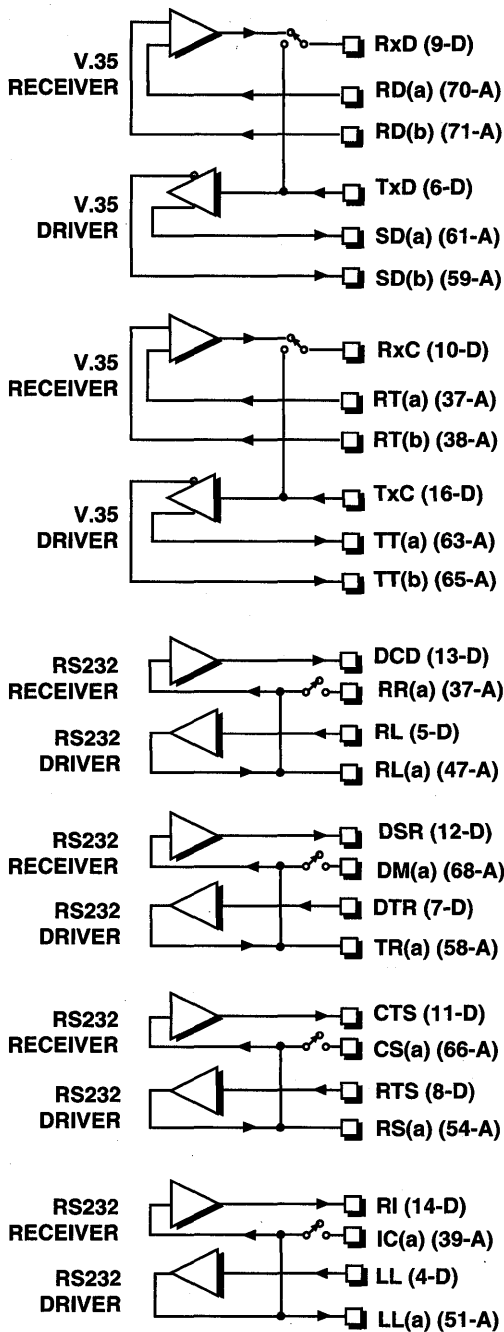 RxD (9-D)
V.35
RECEIVER
RD(a) (70-A)
RD(b) (71-A)
TxD (6-D)
V.35
DRIVER
SD(a) (61-A)
SD(b) (59-A)
RxC (10-D)
V.35
RECEIVER
RT(a) (37-A)
RT(b) (38-A)
TxC (16-D)
V.35
DRIVER
TT(a) (63-A)
TT(b) (65-A)
DCD (13-D)
RS232
RECEIVER
RR(a) (37-A)
RL (5-D)
RS232
DRIVER
RL(a) (47-A)
DSR (12-D)
RS232
RECEIVER
DM(a) (68-A)
DTR (7-D)
RS232
DRIVER
TR(a) (58-A)
CTS (11-D)
RS232
RECEIVER
CS(a) (66-A)
RTS (8-D)
RS232
DRIVER
RS(a) (54-A)
RI (14-D)
RS232
RECEIVER
IC(a) (39-A)
LL (4-D)
RS232
DRIVER
LL(a) (51-A)